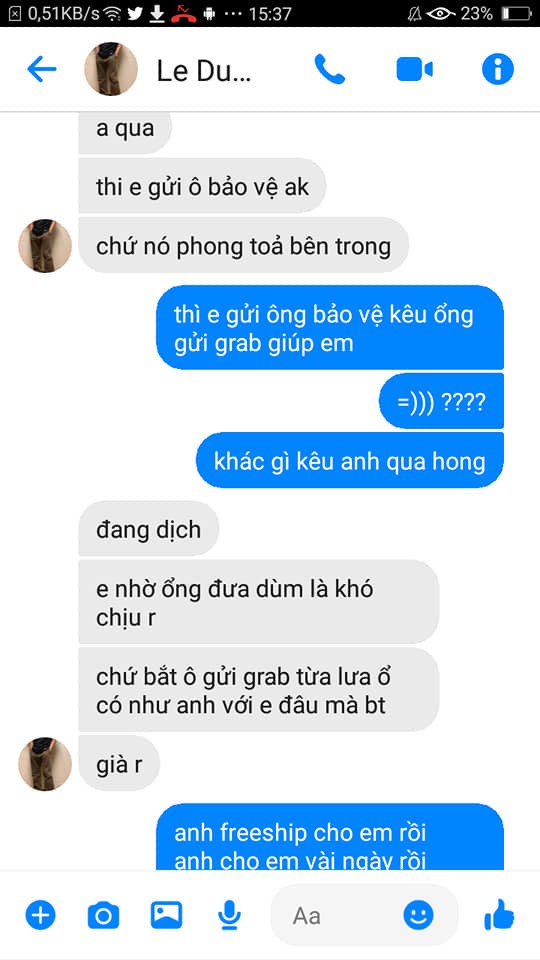 0,51KB/s ... 15:37 23%
Le Du...
a qua
thi e gửi ô bảo vệ ak
chứ nó phong toả bên trong
thì e gửi ông bảo vệ kêu ổng
gửi grab giúp em
=))) ????
khác gì kêu anh qua hong
đang dịch
e nhờ ổng đưa dùm là khó
chịu r
chứ bắt ô gửi grab từa lưa ổ
có như anh với e đâu mà bt
già r
anh freeship cho em rồi
anh cho em vài ngày rồi
Aa